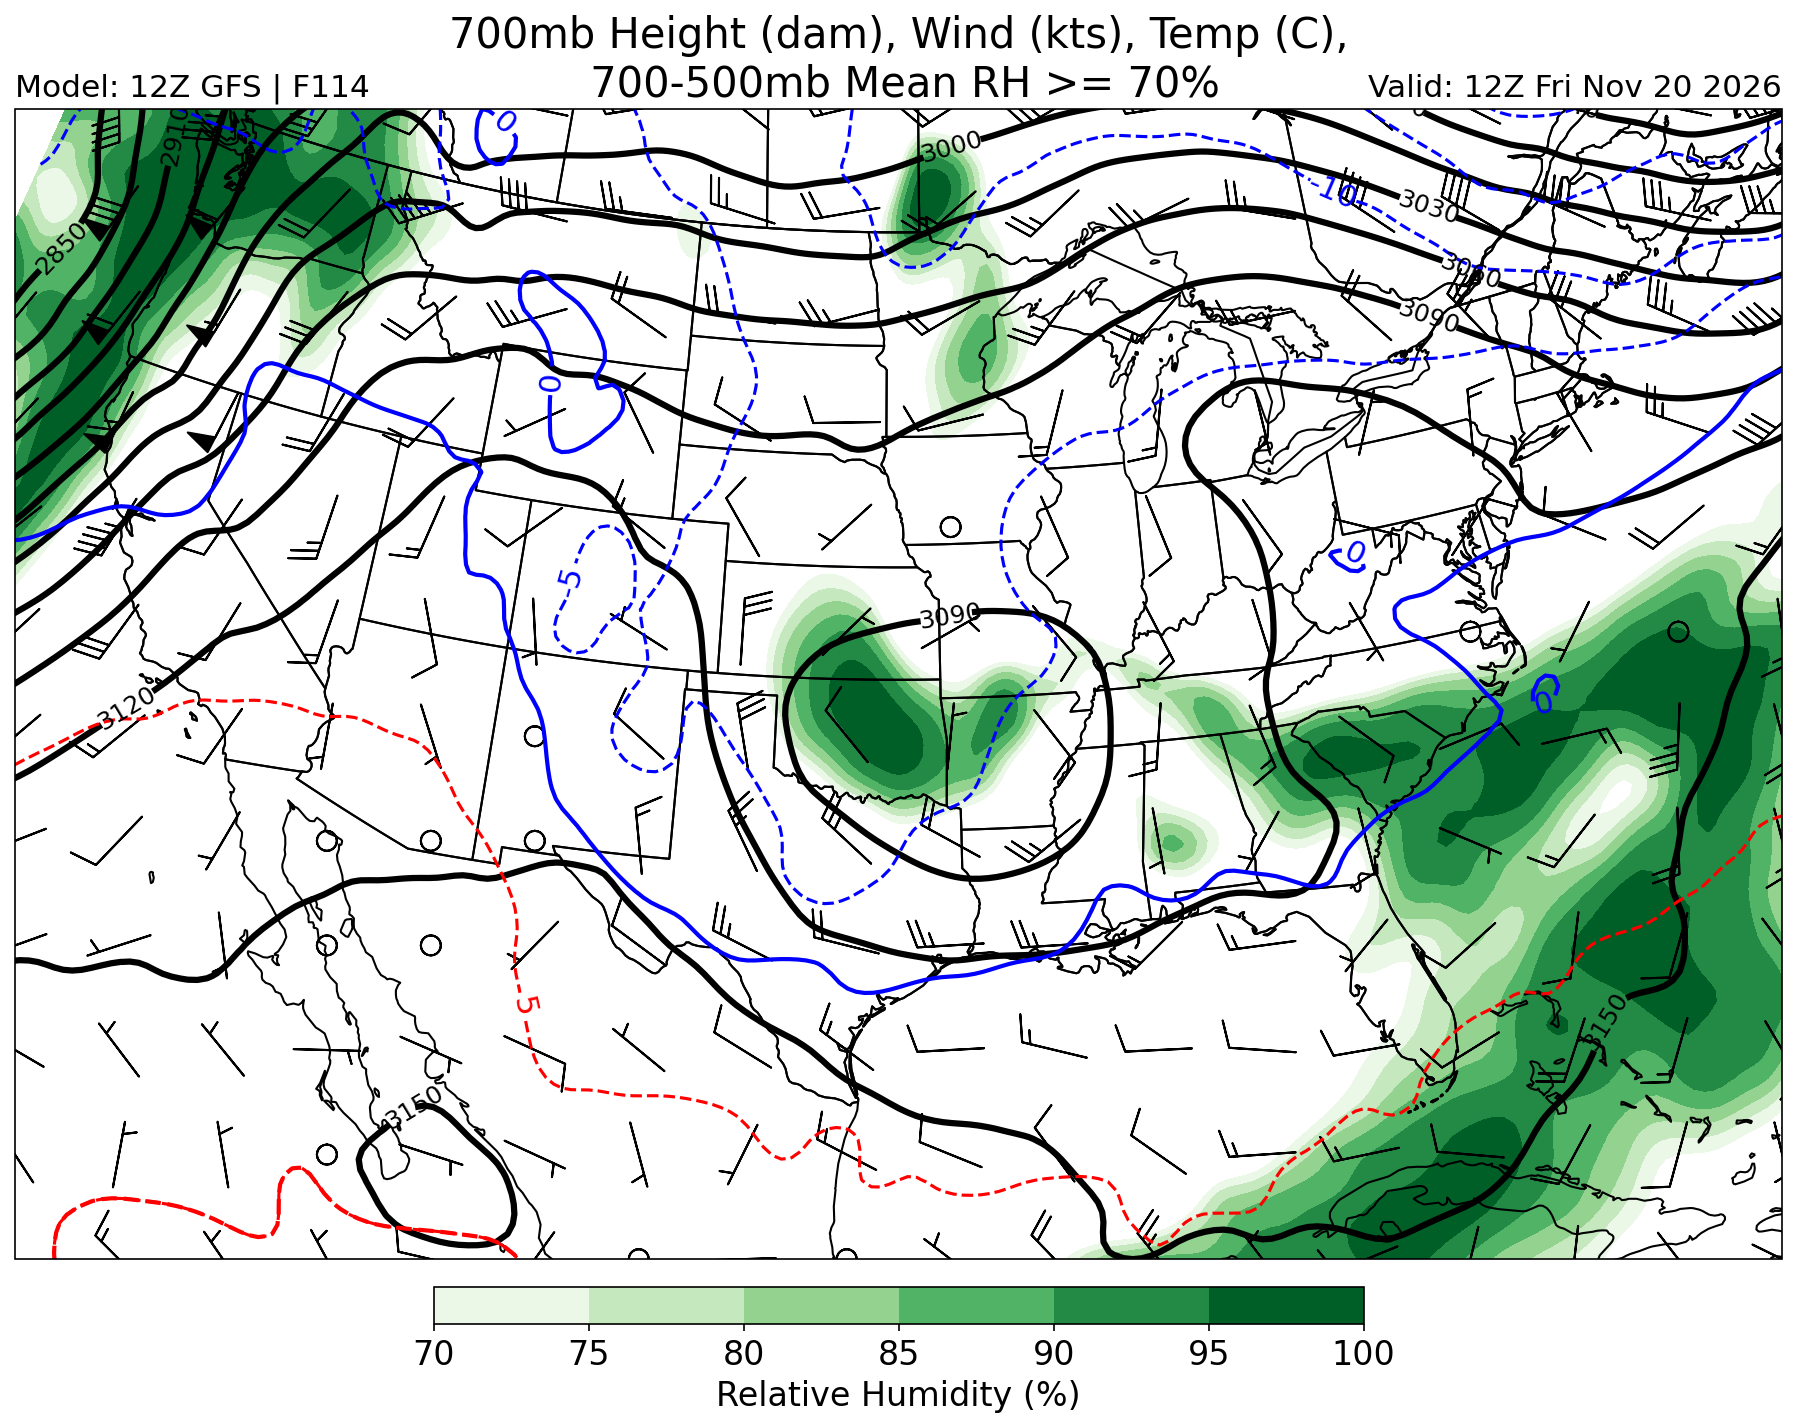 700mb Height (dam), Wind (kts), Temp (C),
700-500mb Mean RH >= 70%
Model: 12Z GFS | F114
Valid: 12Z Fri Nov 20 2026
2910
0
3000
-10
3030
2850
3060
3090
0
-5
0
3090
3120
0
5
3150
3150
70 75 80 85 90 95 100
Relative Humidity (%)